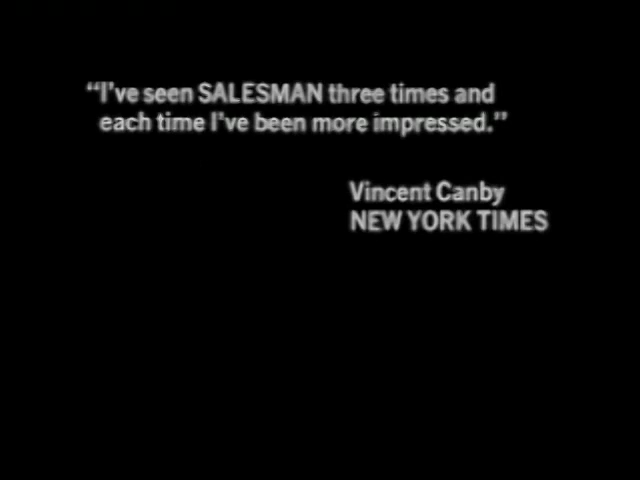 “I've seen SALESMAN three times and
each time I've been more impressed.”
Vincent Canby
NEW YORK TIMES